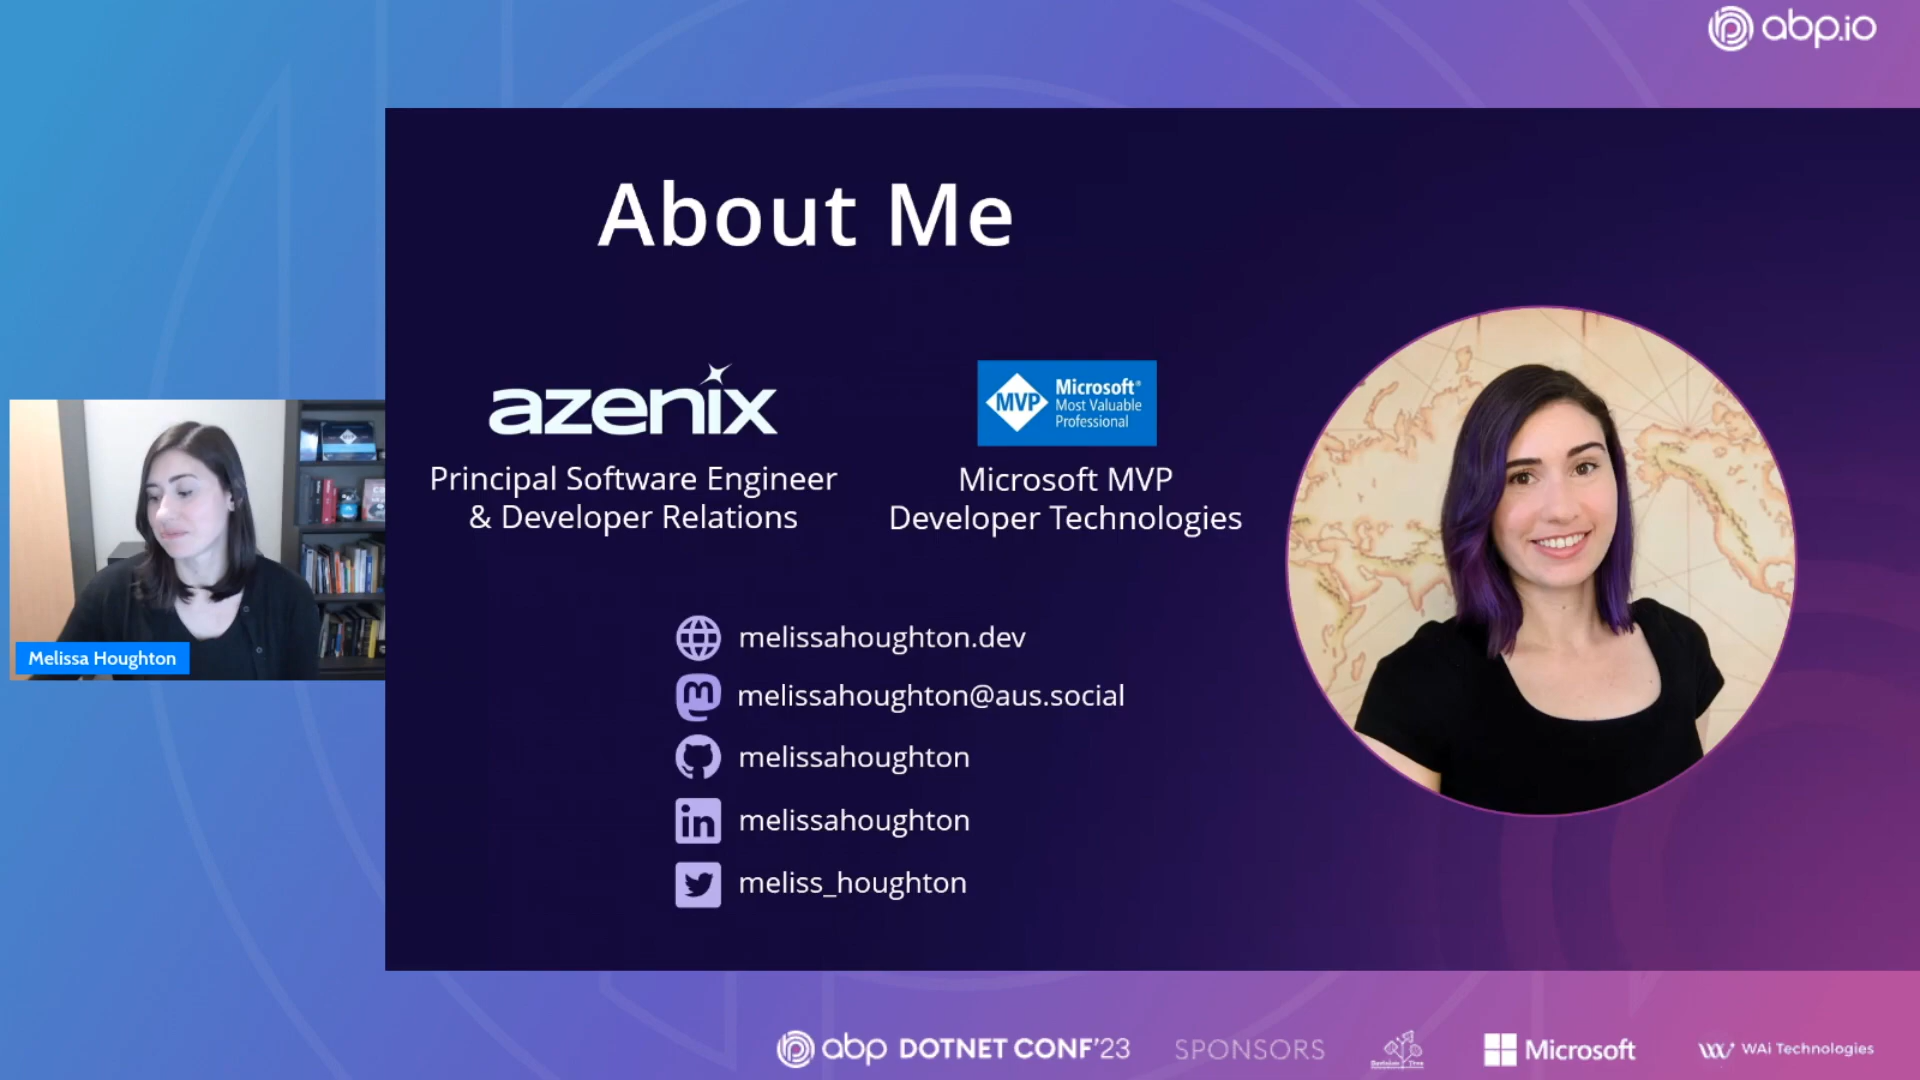 abp.io
About Me
azenix
Principal Software Engineer
& Developer Relations
MVP
Microsoft®
Most Valuable
Professional
Microsoft MVP
Developer Technologies
melissahoughton.dev
melissahoughton@aus.social
melissahoughton
in melissahoughton
meliss_houghton
Melissa Houghton
abp DOTNET CONF'23
SPONSORS
Microsoft
WAi Technologies